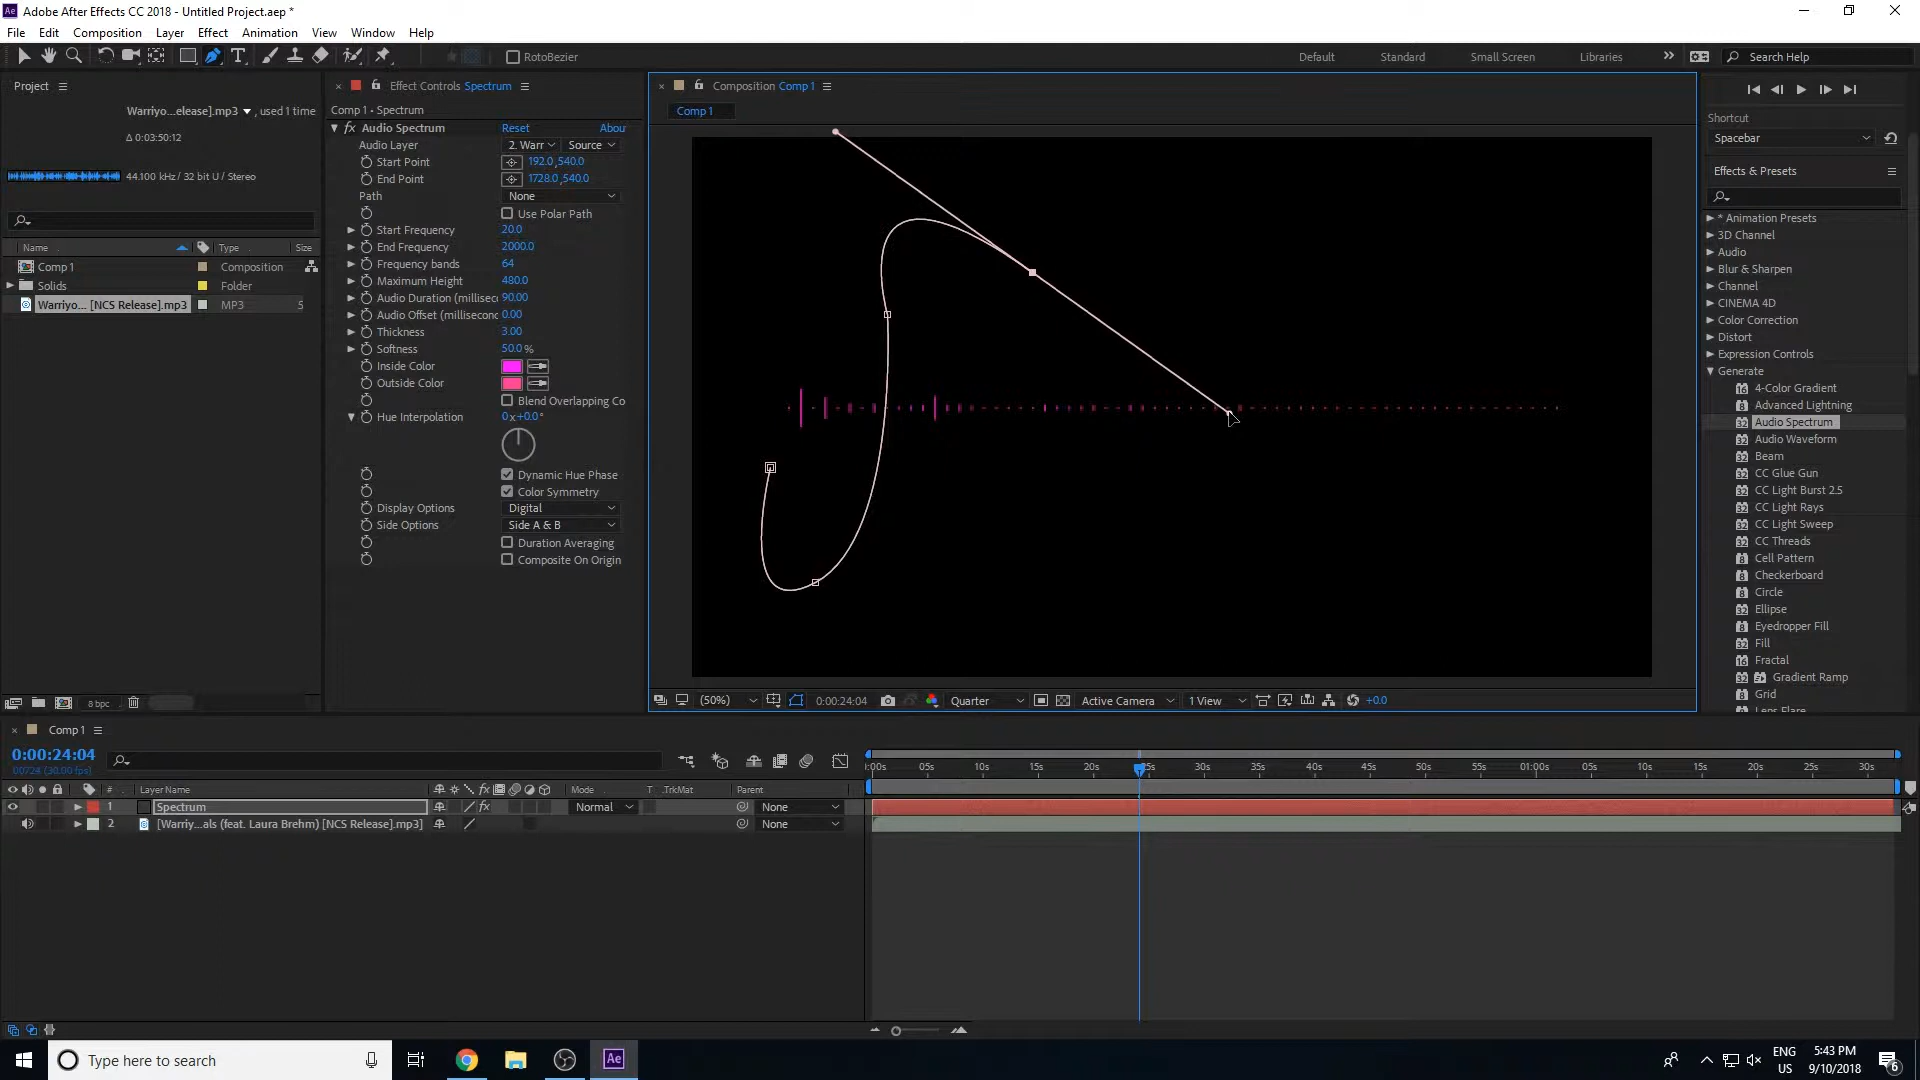 Adobe After Effects CC 2018 - Untitled Project.aep *
File Edit Composition Layer Effect Animation View Window Help
RotoBezier
Default Standard Small Screen Libraries Search Help
Project
Warriyo...elease].mp3 , used 1 time
Δ 0:03:50:12
44.100 kHz / 32 bit U / Stereo
Name Type Size
Comp 1 Composition
Solids Folder
Warriyo... [NCS Release].mp3 MP3 S
8 bpc
Effect Controls Spectrum
Comp 1 • Spectrum
fx Audio Spectrum Reset Abou
Audio Layer 2. Warr Source
Start Point 192.0,540.0
End Point 1728.0,540.0
Path None
Use Polar Path
Start Frequency 20.0
End Frequency 2000.0
Frequency bands 64
Maximum Height 480.0
Audio Duration (millisec 90.00
Audio Offset (millisecond 0.00
Thickness 3.00
Softness 50.0 %
Inside Color
Outside Color
Blend Overlapping Co
Hue Interpolation 0 x +0.0 °
Dynamic Hue Phase
Color Symmetry
Display Options Digital
Side Options Side A & B
Duration Averaging
Composite On Origin
Composition Comp 1
Comp 1
(50%) 0:00:24:04 Quarter Active Camera 1 View +0.0
Shortcut
Spacebar
Effects & Presets
* Animation Presets
3D Channel
Audio
Blur & Sharpen
Channel
CINEMA 4D
Color Correction
Distort
Expression Controls
Generate
4-Color Gradient
Advanced Lightning
Audio Spectrum
Audio Waveform
Beam
CC Glue Gun
CC Light Burst 2.5
CC Light Rays
CC Light Sweep
CC Threads
Cell Pattern
Checkerboard
Circle
Ellipse
Eyedropper Fill
Fill
Fractal
Gradient Ramp
Grid
Lens Flare
Comp 1
0:00:24:04
00724 (30.00 fps)
:00s 05s 10s 15s 20s 25s 30s 35s 40s 45s 50s 55s 01:00s 05s 10s 15s 20s 25s 30s
# Layer Name Mode T .TrkMat Parent
1 Spectrum fx Normal None
2 [Warriy...als (feat. Laura Brehm) [NCS Release].mp3] None
Type here to search
Ae
ENG
US
5:43 PM
9/10/2018
6